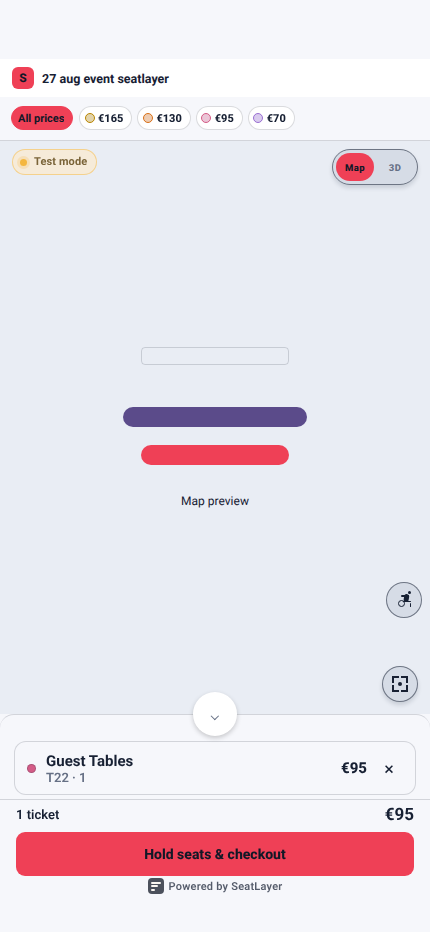 S 27 aug event seatlayer
All prices €165 €130 €95 €70
Test mode
Map 3D
Map preview
Guest Tables
T22 · 1
€95 ×
1 ticket €95
Hold seats & checkout
Powered by SeatLayer